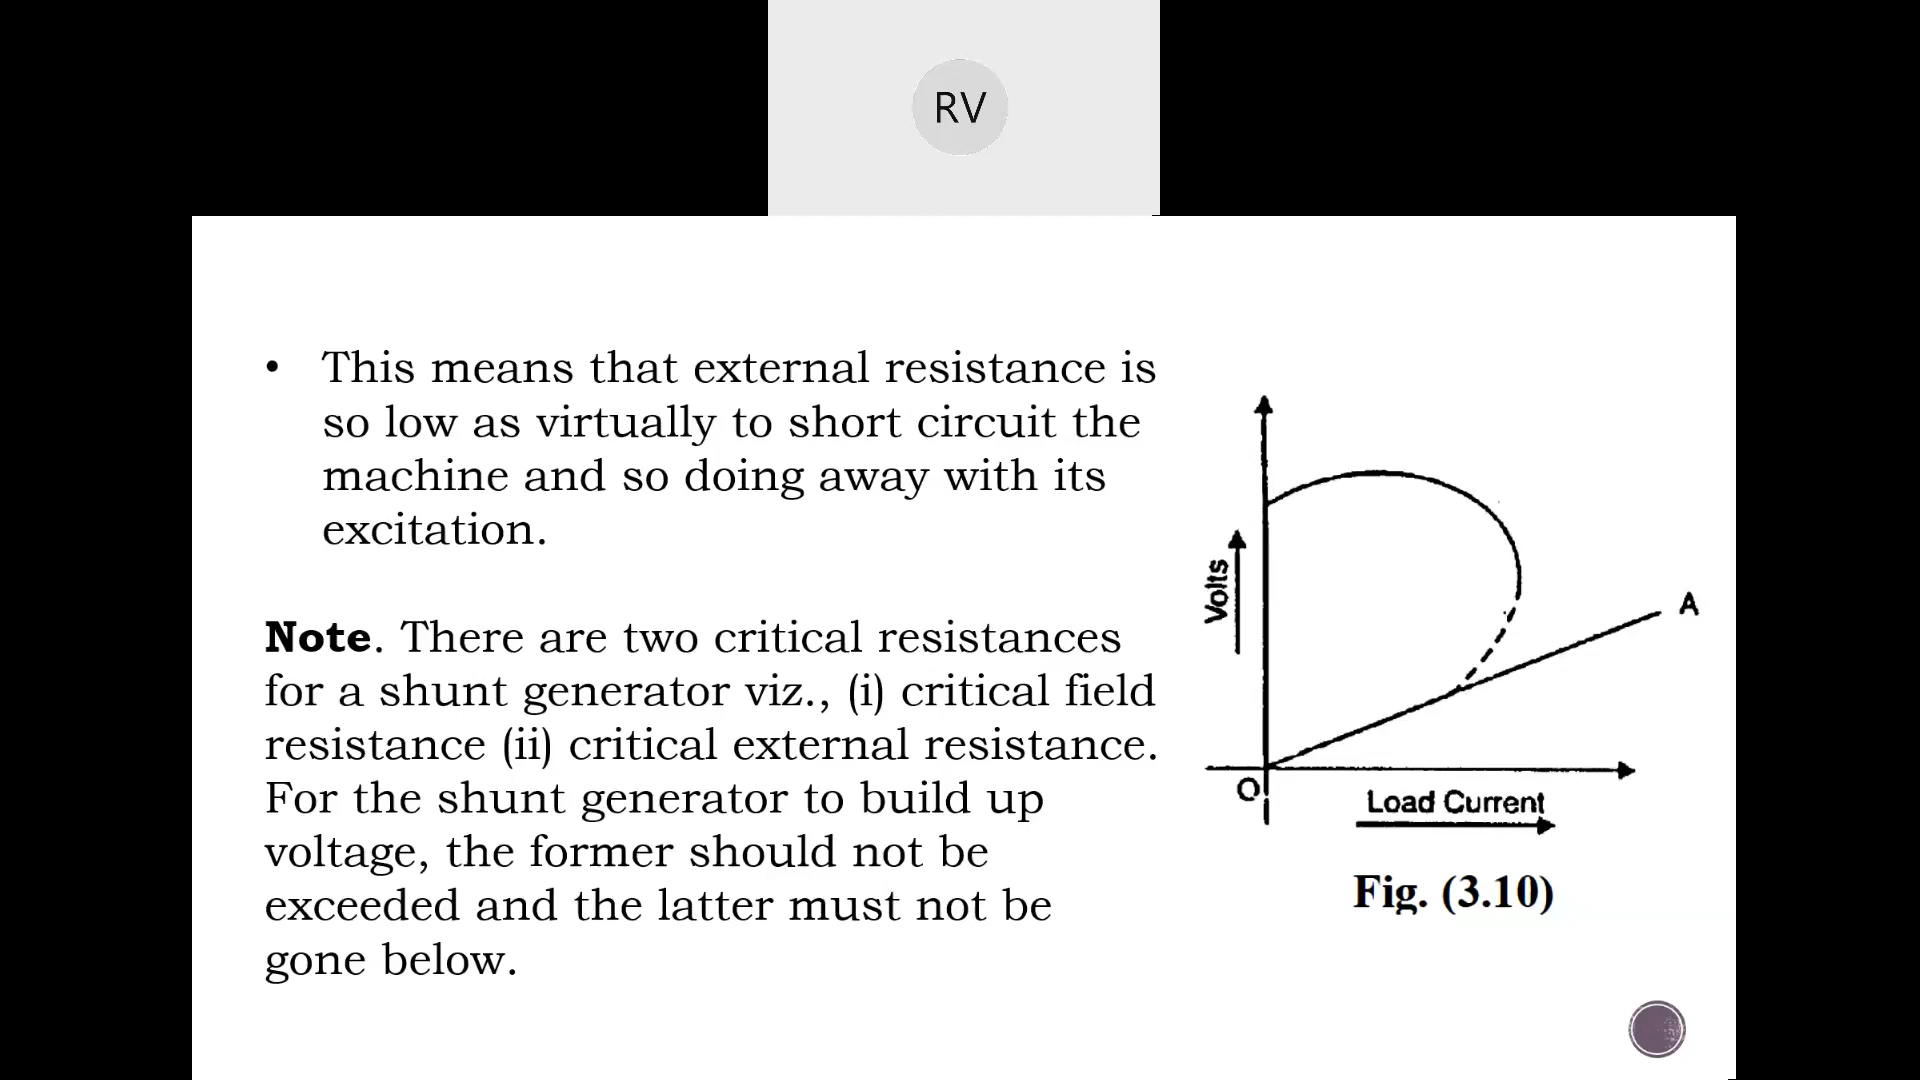 RV
• This means that external resistance is
so low as virtually to short circuit the
machine and so doing away with its
excitation.
Note. There are two critical resistances
for a shunt generator viz., (i) critical field
resistance (ii) critical external resistance.
For the shunt generator to build up
voltage, the former should not be
exceeded and the latter must not be
gone below.
Volts
A
O
Load Current
Fig. (3.10)